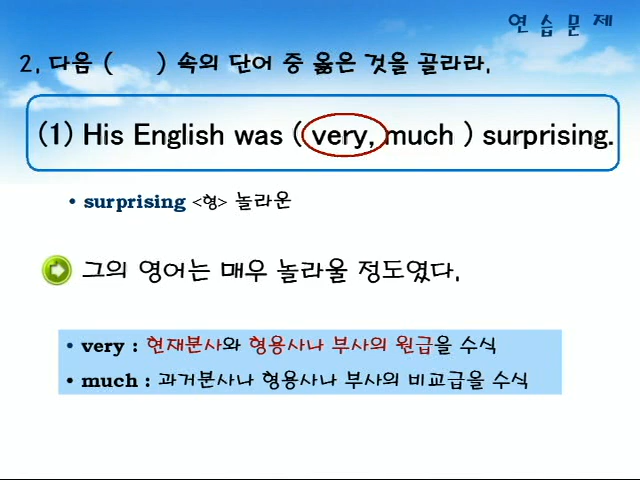 연습문제
2. 다음 (     ) 속의 단어 중 옳은 것을 골라라.
(1) His English was ( very, much ) surprising.
• surprising <형> 놀라운
그의 영어는 매우 놀라울 정도였다.
• very : 현재분사와 형용사나 부사의 원급을 수식
• much : 과거분사나 형용사나 부사의 비교급을 수식